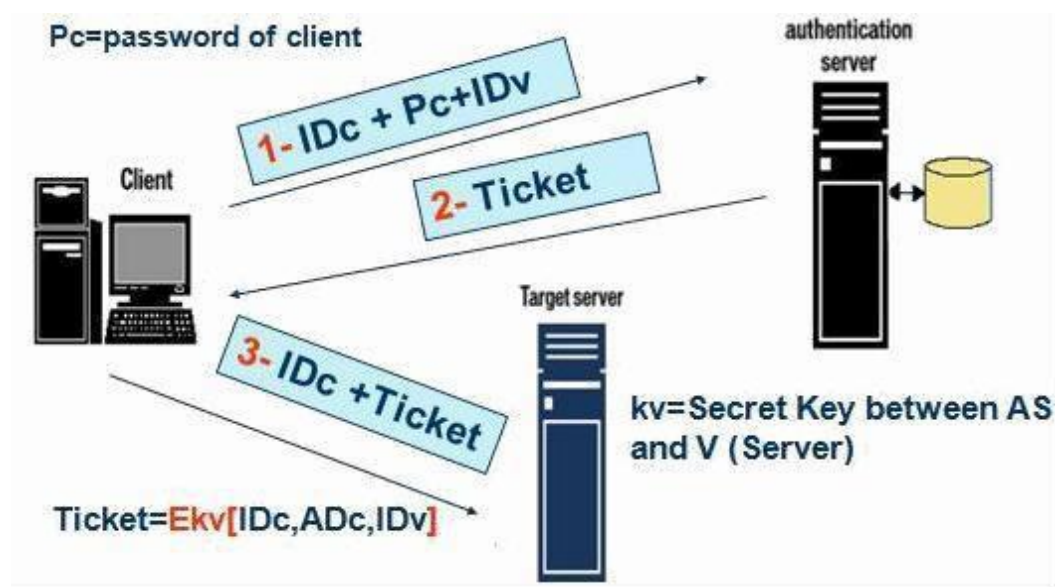 Pc=password of client
authentication
server
1- IDc + Pc+IDv
Client
2- Ticket
Target server
3- IDc +Ticket
kv=Secret Key between AS
and V (Server)
Ticket=Ekv[IDc,ADc,IDv]